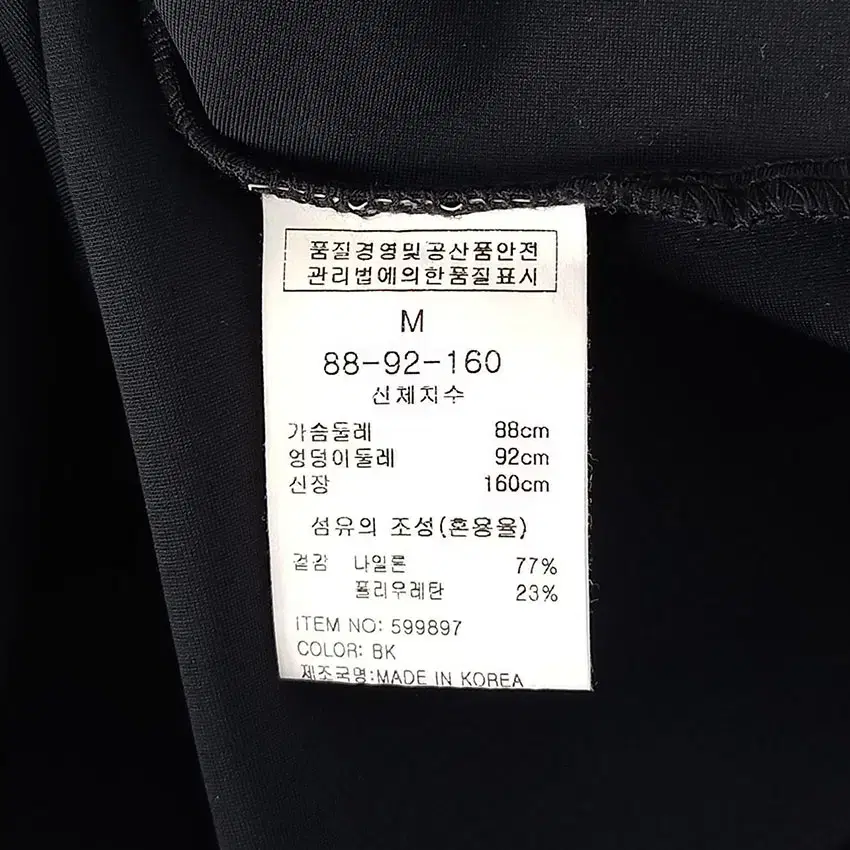 품질경영및공산품안전
관리법에의한품질표시
M
88-92-160
신체치수
가슴둘레 88cm
엉덩이둘레 92cm
신장 160cm
섬유의 조성(혼용율)
겉감 나일론 77%
폴리우레탄 23%
ITEM NO: 599897
COLOR: BK
제조국명:MADE IN KOREA